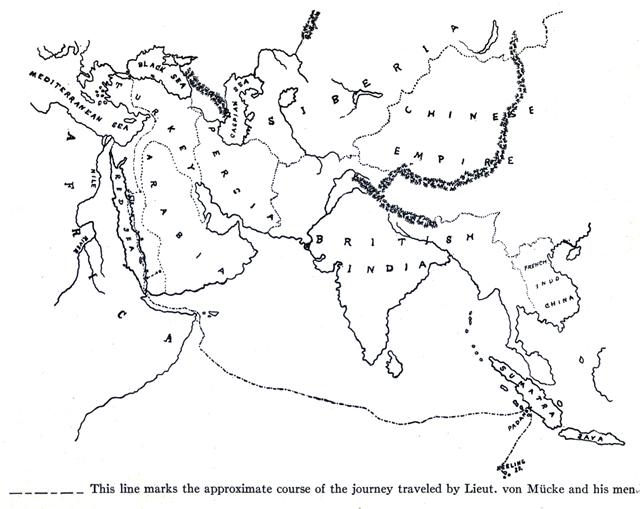 SIBERIA
BLACK SEA
MEDITERRANEAN SEA
CASPIAN SEA
TURKEY
CHINESE
EMPIRE
PERSIA
AFRICA
NILE
RIVER
RED SEA
ARABIA
BRITISH
INDIA
FRENCH
INDO
CHINA
SUMATRA
PADANG
JAVA
KEELING
IS.
This line marks the approximate course of the journey traveled by Lieut. von Mücke and his men.